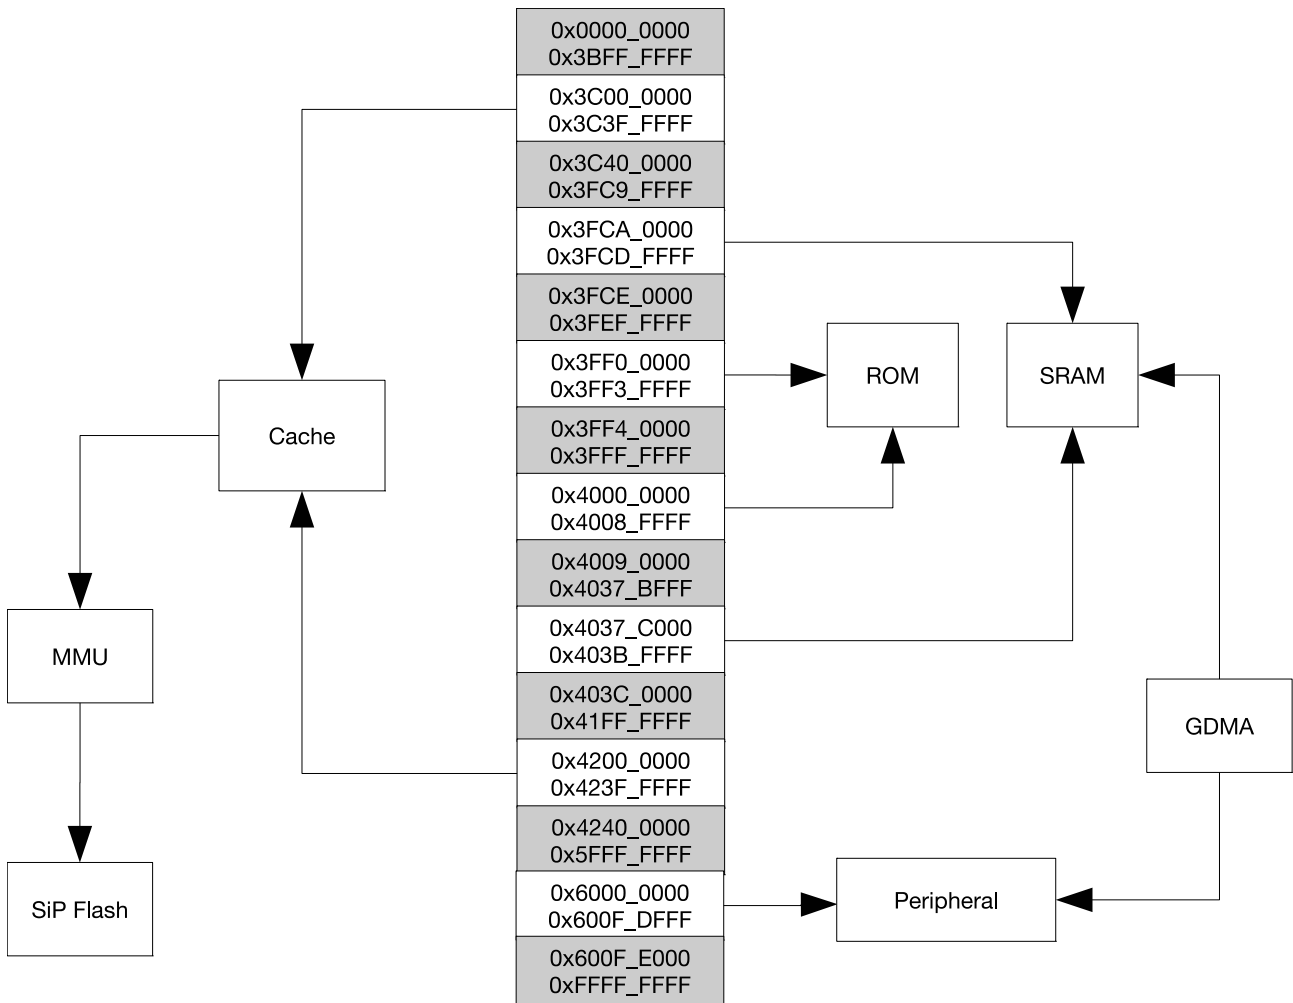 0x0000_0000
0x3BFF_FFFF
0x3C00_0000
0x3C3F_FFFF
0x3C40_0000
0x3FC9_FFFF
0x3FCA_0000
0x3FCD_FFFF
0x3FCE_0000
0x3FEF_FFFF
0x3FF0_0000
0x3FF3_FFFF
0x3FF4_0000
0x3FFF_FFFF
0x4000_0000
0x4008_FFFF
0x4009_0000
0x4037_BFFF
0x4037_C000
0x403B_FFFF
0x403C_0000
0x41FF_FFFF
0x4200_0000
0x423F_FFFF
0x4240_0000
0x5FFF_FFFF
0x6000_0000
0x600F_DFFF
0x600F_E000
0xFFFF_FFFF
Cache
MMU
SiP Flash
ROM
SRAM
GDMA
Peripheral